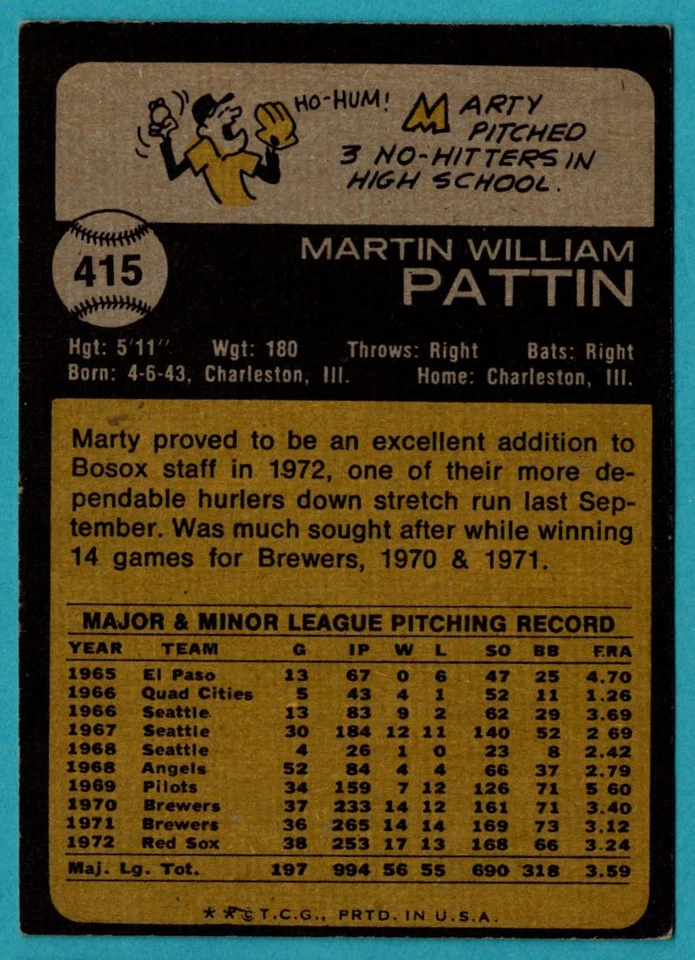 HO-HUM!
MARTY
PITCHED
3 NO-HITTERS IN
HIGH SCHOOL.
415
MARTIN WILLIAM
PATTIN
Hgt: 5'11" Wgt: 180 Throws: Right Bats: Right
Born: 4-6-43, Charleston, Ill. Home: Charleston, Ill.
Marty proved to be an excellent addition to
Bosox staff in 1972, one of their more de-
pendable hurlers down stretch run last Sep-
tember. Was much sought after while winning
14 games for Brewers, 1970 & 1971.
MAJOR & MINOR LEAGUE PITCHING RECORD
YEAR TEAM G IP W L SO BB ERA
1965 El Paso 13 67 0 6 47 25 4.70
1966 Quad Cities 5 43 4 1 52 11 1.26
1966 Seattle 13 83 9 2 62 29 3.69
1967 Seattle 30 184 12 11 140 52 2 69
1968 Seattle 4 26 1 0 23 8 2.42
1968 Angels 52 84 4 4 66 37 2.79
1969 Pilots 34 159 7 12 126 71 5 60
1970 Brewers 37 233 14 12 161 71 3.40
1971 Brewers 36 265 14 14 169 73 3.12
1972 Red Sox 38 253 17 13 168 66 3.24
Maj. Lg. Tot. 197 994 56 55 690 318 3.59
★★© T.C.G., PRTD. IN U.S.A.